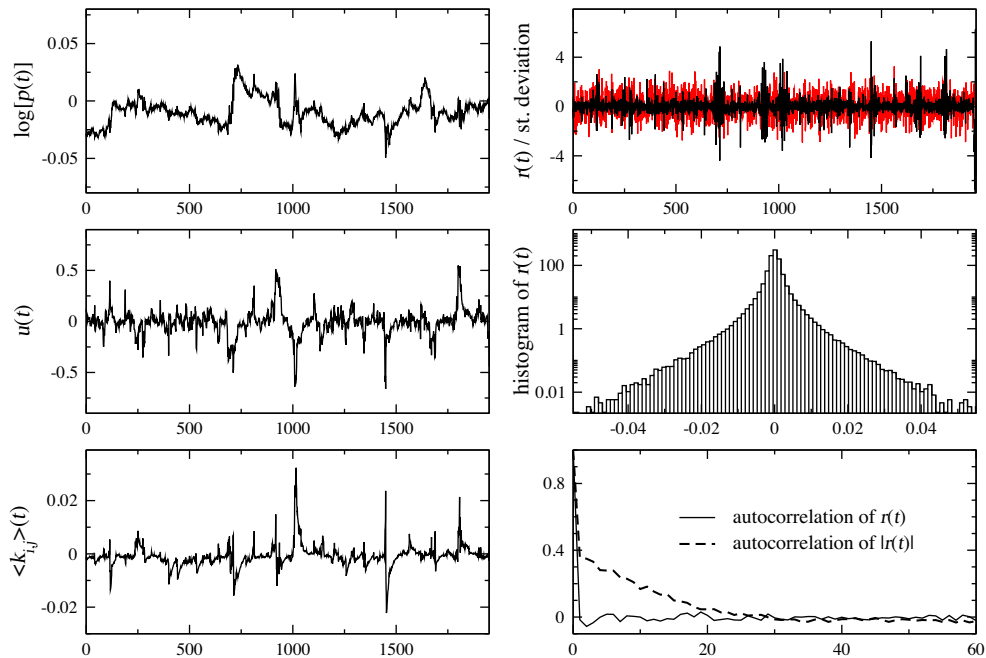 log[p(t)]
0.05
0
-0.05
0 500 1000 1500
r(t) / st. deviation
4
0
-4
0 500 1000 1500
u(t)
0.5
0
-0.5
0 500 1000 1500
histogram of r(t)
100
1
0.01
-0.04 -0.02 0 0.02 0.04
<k_{i,j}>(t)
0.02
0
-0.02
0 500 1000 1500
0.8
0.4
0
autocorrelation of r(t)
autocorrelation of |r(t)|
0 20 40 60